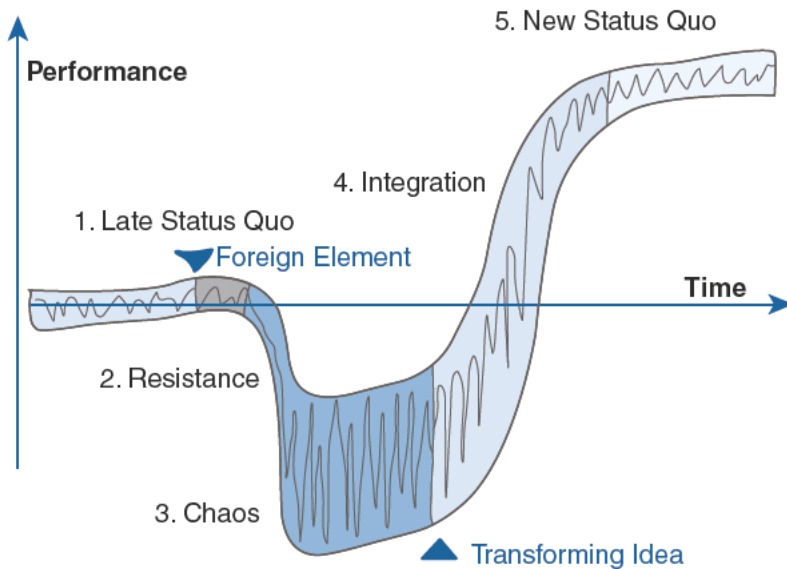 5. New Status Quo
Performance
4. Integration
1. Late Status Quo
Foreign Element
Time
2. Resistance
3. Chaos
Transforming Idea